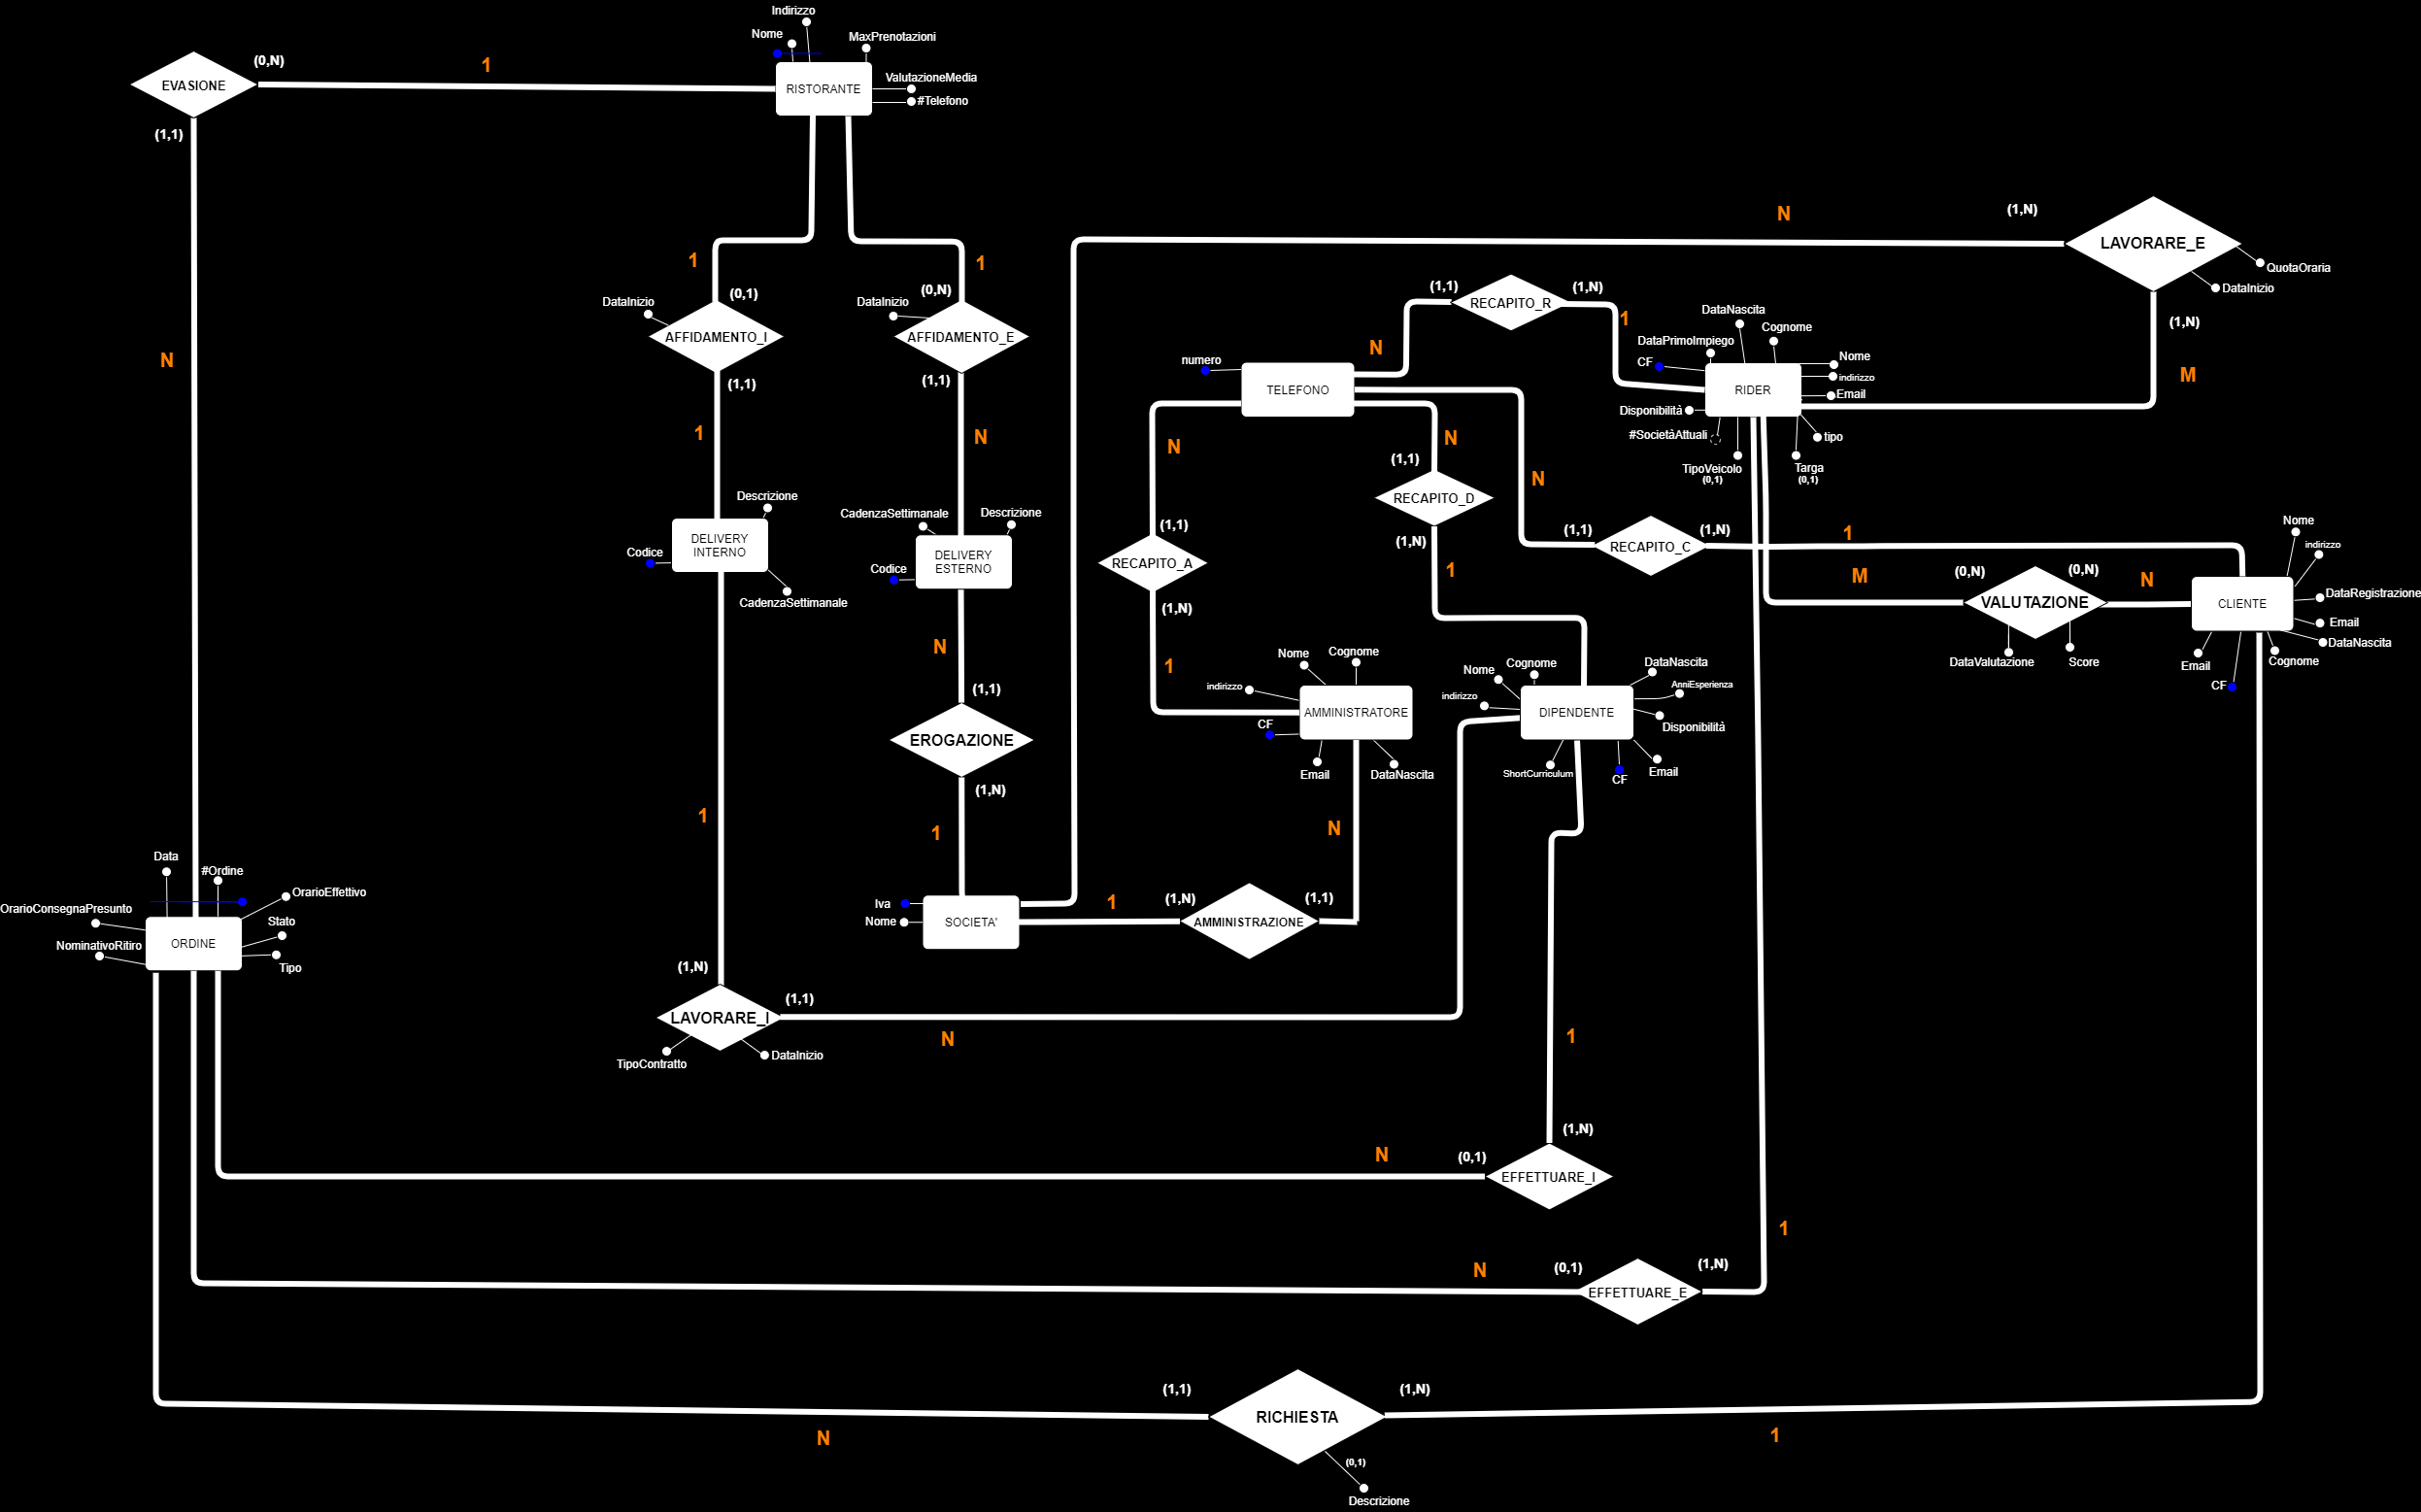 Indirizzo
Nome
MaxPrenotazioni
(0,N)
1
ValutazioneMedia
EVASIONE
RISTORANTE
#Telefono
(1,1)
N
(1,N)
LAVORARE_E
QuotaOraria
DataInizio
1
1
(0,1)
(0,N)
DataInizio
DataInizio
AFFIDAMENTO_I
AFFIDAMENTO_E
(1,1)
(1,1)
(1,1)
RECAPITO_R
(1,N)
1
N
(1,N)
M
DataNascita
Cognome
DataPrimoImpiego
CF
Nome
indirizzo
Email
RIDER
Disponibilità
#SocietàAttuali
tipo
TipoVeicolo
(0,1)
Targa
(0,1)
numero
TELEFONO
N
1
N
N
N
N
(1,1)
RECAPITO_D
(1,N)
1
(1,1)
RECAPITO_A
(1,N)
1
(1,1)
RECAPITO_C
(1,N)
1
Descrizione
DELIVERY
INTERNO
Codice
CadenzaSettimanale
CadenzaSettimanale
Descrizione
DELIVERY
ESTERNO
Codice
M
(0,N)
VALUTAZIONE
(0,N)
N
DataValutazione
Score
Nome
indirizzo
DataRegistrazione
CLIENTE
Email
DataNascita
Cognome
Email
CF
N
(1,1)
EROGAZIONE
(1,N)
1
Nome
Cognome
indirizzo
AMMINISTRATORE
CF
Email
DataNascita
N
Nome
Cognome
DataNascita
AnniEsperienza
indirizzo
DIPENDENTE
Disponibilità
ShortCurriculum
CF
Email
1
Data
#Ordine
OrarioEffettivo
OrarioConsegnaPresunto
Stato
NominativoRitiro
ORDINE
Tipo
Iva
Nome
SOCIETA'
1
(1,N)
AMMINISTRAZIONE
(1,1)
(1,N)
LAVORARE_I
(1,1)
N
TipoContratto
DataInizio
1
(1,N)
N
(0,1)
EFFETTUARE_I
1
N
(0,1)
EFFETTUARE_E
(1,N)
(1,1)
RICHIESTA
(1,N)
N
1
(0,1)
Descrizione